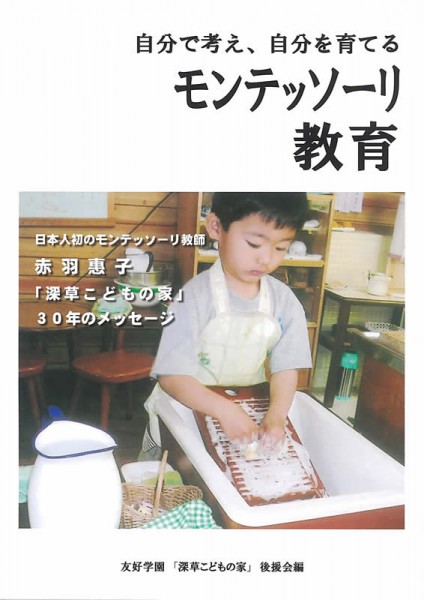 自分で考え、自分を育てる
モンテッソーリ
教育
日本人初のモンテッソーリ教師
赤羽惠子
「深草こどもの家」
30年のメッセージ
友好学園 「深草こどもの家」 後援会編